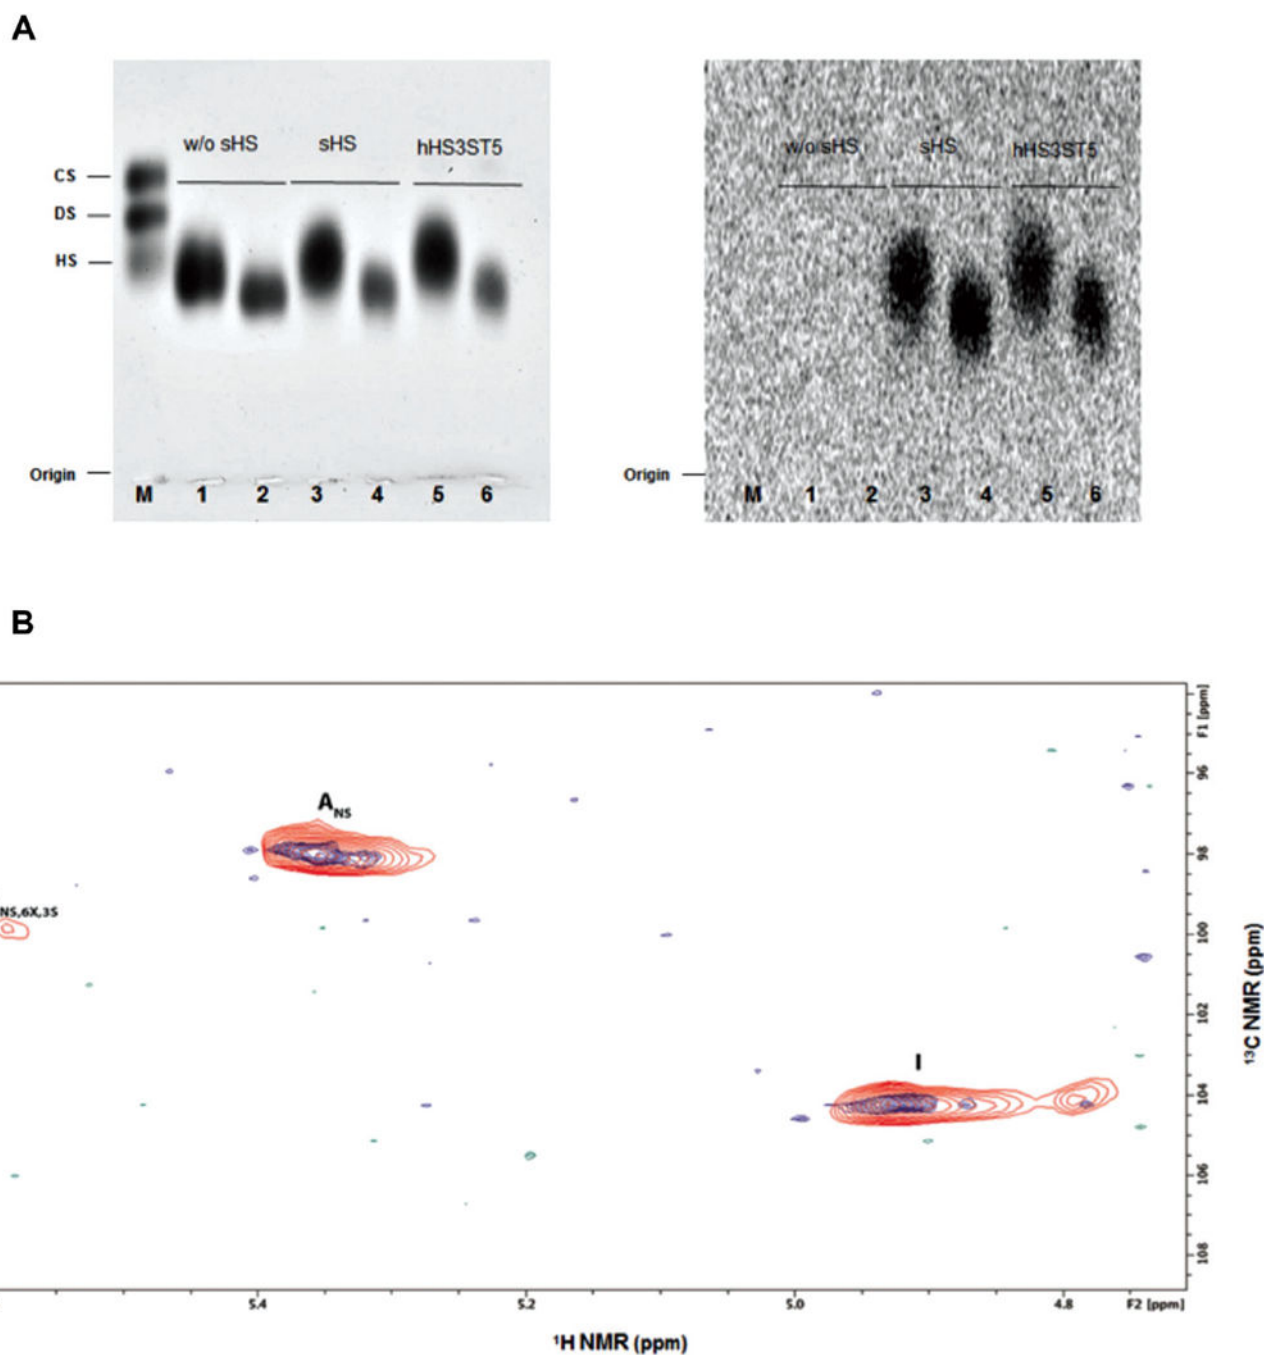 A
w/o sHS sHS hHS3ST5
CS
DS
HS
Origin
M 1 2 3 4 5 6
w/o sHS sHS hHS3ST5
Origin
M 1 2 3 4 5 6
B
F1 [ppm]
96
A NS
98
NS,6X,3S
100
102
I
104
106
108
13C NMR (ppm)
5.4 5.2 5.0 4.8 F2 [ppm]
1H NMR (ppm)